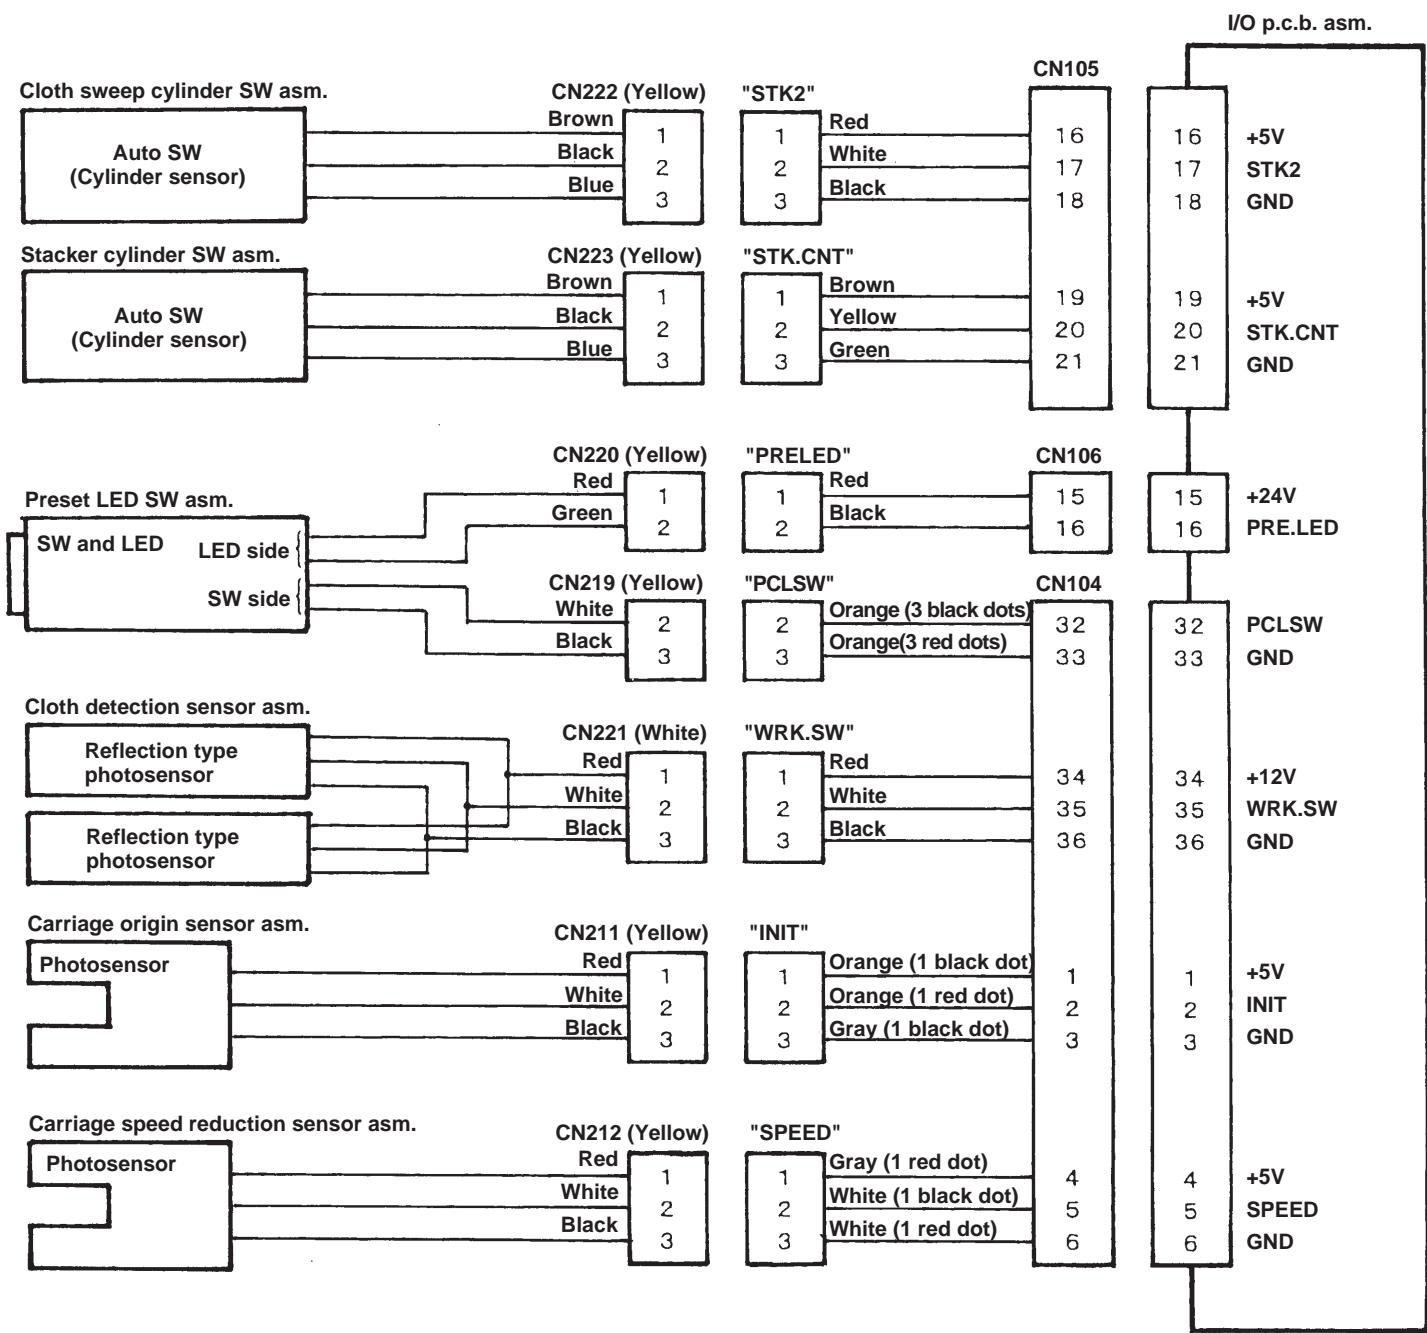 I/O p.c.b. asm.
CN105
Cloth sweep cylinder SW asm.
CN222 (Yellow)
"STK2"
Auto SW
(Cylinder sensor)
Brown
Black
Blue
1
2
3
1
2
3
Red
White
Black
16
17
18
16
17
18
+5V
STK2
GND
Stacker cylinder SW asm.
CN223 (Yellow)
"STK.CNT"
Auto SW
(Cylinder sensor)
Brown
Black
Blue
1
2
3
1
2
3
Brown
Yellow
Green
19
20
21
19
20
21
+5V
STK.CNT
GND
CN220 (Yellow)
"PRELED"
CN106
Preset LED SW asm.
SW and LED
LED side
SW side
Red
Green
1
2
1
2
Red
Black
15
16
15
16
+24V
PRE.LED
CN219 (Yellow)
"PCLSW"
CN104
White
Black
2
3
2
3
Orange (3 black dots)
Orange(3 red dots)
32
33
32
33
PCLSW
GND
Cloth detection sensor asm.
CN221 (White)
"WRK.SW"
Reflection type
photosensor
Reflection type
photosensor
Red
White
Black
1
2
3
1
2
3
Red
White
Black
34
35
36
34
35
36
+12V
WRK.SW
GND
Carriage origin sensor asm.
CN211 (Yellow)
"INIT"
Photosensor
Red
White
Black
1
2
3
1
2
3
Orange (1 black dot)
Orange (1 red dot)
Gray (1 black dot)
1
2
3
1
2
3
+5V
INIT
GND
Carriage speed reduction sensor asm.
CN212 (Yellow)
"SPEED"
Photosensor
Red
White
Black
1
2
3
1
2
3
Gray (1 red dot)
White (1 black dot)
White (1 red dot)
4
5
6
4
5
6
+5V
SPEED
GND